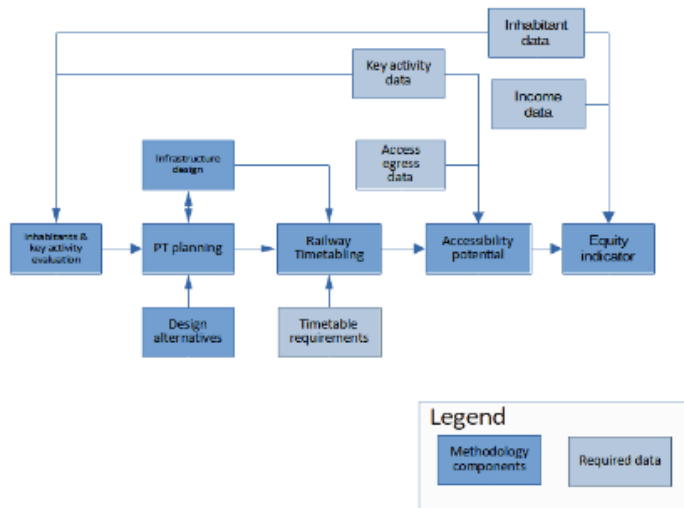 Inhabitant
data
Key activity
data
Income
data
Infrastructure
design
Access
egress data
Inhabitants &
key activity
evaluation
PT planning
Railway
Timetabling
Accessibility
potential
Equity
indicator
Design
alternatives
Timetable
requirements
Legend
Methodology
components
Required data